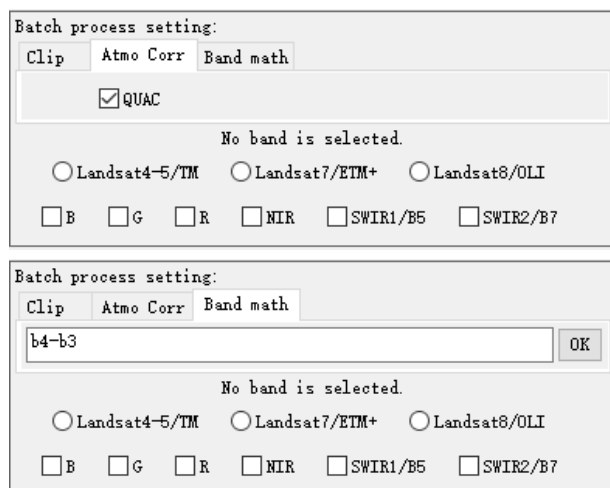 Batch process setting:
Clip Atmo Corr Band math
QUAC
No band is selected.
Landsat4-5/TM Landsat7/ETM+ Landsat8/OLI
B G R NIR SWIR1/B5 SWIR2/B7
Batch process setting:
Clip Atmo Corr Band math
b4-b3 OK
No band is selected.
Landsat4-5/TM Landsat7/ETM+ Landsat8/OLI
B G R NIR SWIR1/B5 SWIR2/B7